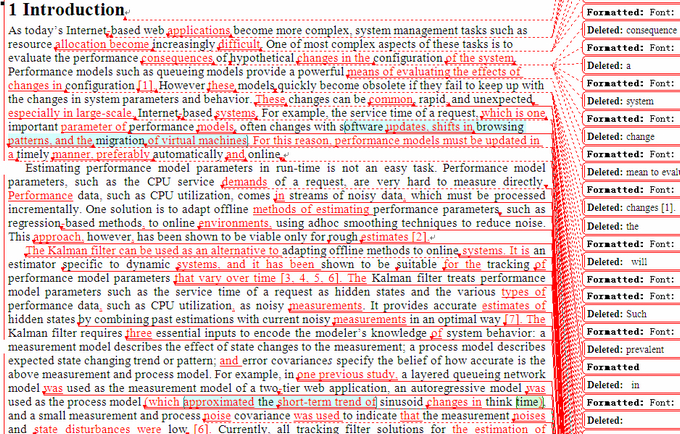 1 Introduction
As today's Internet-based web applications become more complex, system management tasks such as
resource allocation become increasingly difficult. One of most complex aspects of these tasks is to
evaluate the performance consequences of hypothetical changes in the configuration of the system.
Performance models such as queueing models provide a powerful means of evaluating the effects of
changes in configuration [1]. However these models quickly become obsolete if they fail to keep up with
the changes in system parameters and behavior. These changes can be common, rapid and unexpected,
especially in large-scale, Internet-based systems. For example, the service time of a request, which is one
important parameter of performance models, often changes with software updates, shifts in browsing
patterns, and the migration of virtual machines. For this reason, performance models must be updated in
a timely manner, preferably automatically and online.
Estimating performance model parameters in run-time is not an easy task. Performance model
parameters, such as the CPU service demands of a request, are very hard to measure directly.
Performance data, such as CPU utilization, comes in streams of noisy data, which must be processed
incrementally. One solution is to adapt offline methods of estimating performance parameters, such as
regression-based methods, to online environments, using adhoc smoothing techniques to reduce noise.
This approach, however, has been shown to be viable only for rough estimates [2].
The Kalman filter can be used as an alternative to adapting offline methods to online systems. It is an
estimator specific to dynamic systems, and it has been shown to be suitable for the tracking of
performance model parameters that vary over time [3, 4, 5, 6]. The Kalman filter treats performance
model parameters such as the service time of a request as hidden states and the various types of
performance data, such as CPU utilization, as noisy measurements. It provides accurate estimates of
hidden states by combining past estimations with current noisy measurements in an optimal way [7]. The
Kalman filter requires three essential inputs to encode the modeler's knowledge of system behavior: a
measurement model describes the effect of state changes to the measurement; a process model describes
expected state changing trend or pattern; and error covariances specify the belief of how accurate is the
above measurement and process model. For example, in one previous study, a layered queuing network
model was used as the measurement model of a two-tier web application, an autoregressive model was
used as the process model (which approximated the short-term trend of sinusoid changes in think time),
and a small measurement and process noise covariance was used to indicate that the measurement noises
and state disturbances were low [6]. Currently, all tracking filter solutions for the estimation of
Formatted: Font:
Deleted: consequence
Formatted: Font:
Deleted: a
Formatted: Font:
Deleted: system
Formatted: Font:
Deleted: change
Formatted: Font:
Deleted: mean to evalu
Formatted: Font:
Deleted: changes [1].
Deleted: the
Formatted: Font:
Deleted: will
Formatted: Font:
Formatted: Font:
Deleted: Such
Formatted: Font:
Deleted: prevalent
Formatted
Deleted: in
Formatted: Font:
Deleted: